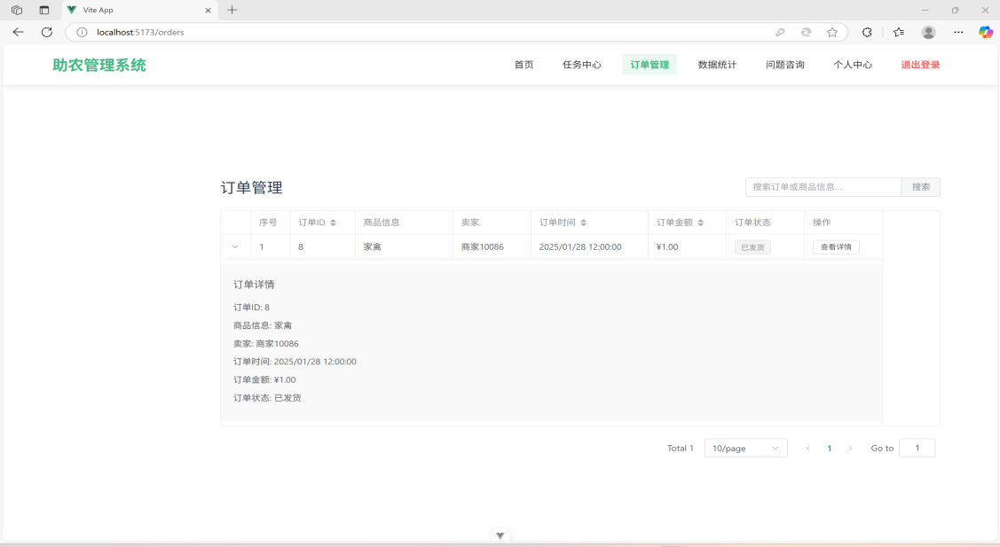 Vite App
localhost:5173/orders
助农管理系统
首页 任务中心 订单管理 数据统计 问题咨询 个人中心 退出登录
订单管理
搜索订单或商品信息... 搜索
序号 订单ID 商品信息 卖家 订单时间 订单金额 订单状态 操作
1 8 家禽 商家10086 2025/01/28 12:00:00 ¥1.00 已发货 查看详情
订单详情
订单ID: 8
商品信息: 家禽
卖家: 商家10086
订单时间: 2025/01/28 12:00:00
订单金额: ¥1.00
订单状态: 已发货
Total 1 10/page 1 Go to 1